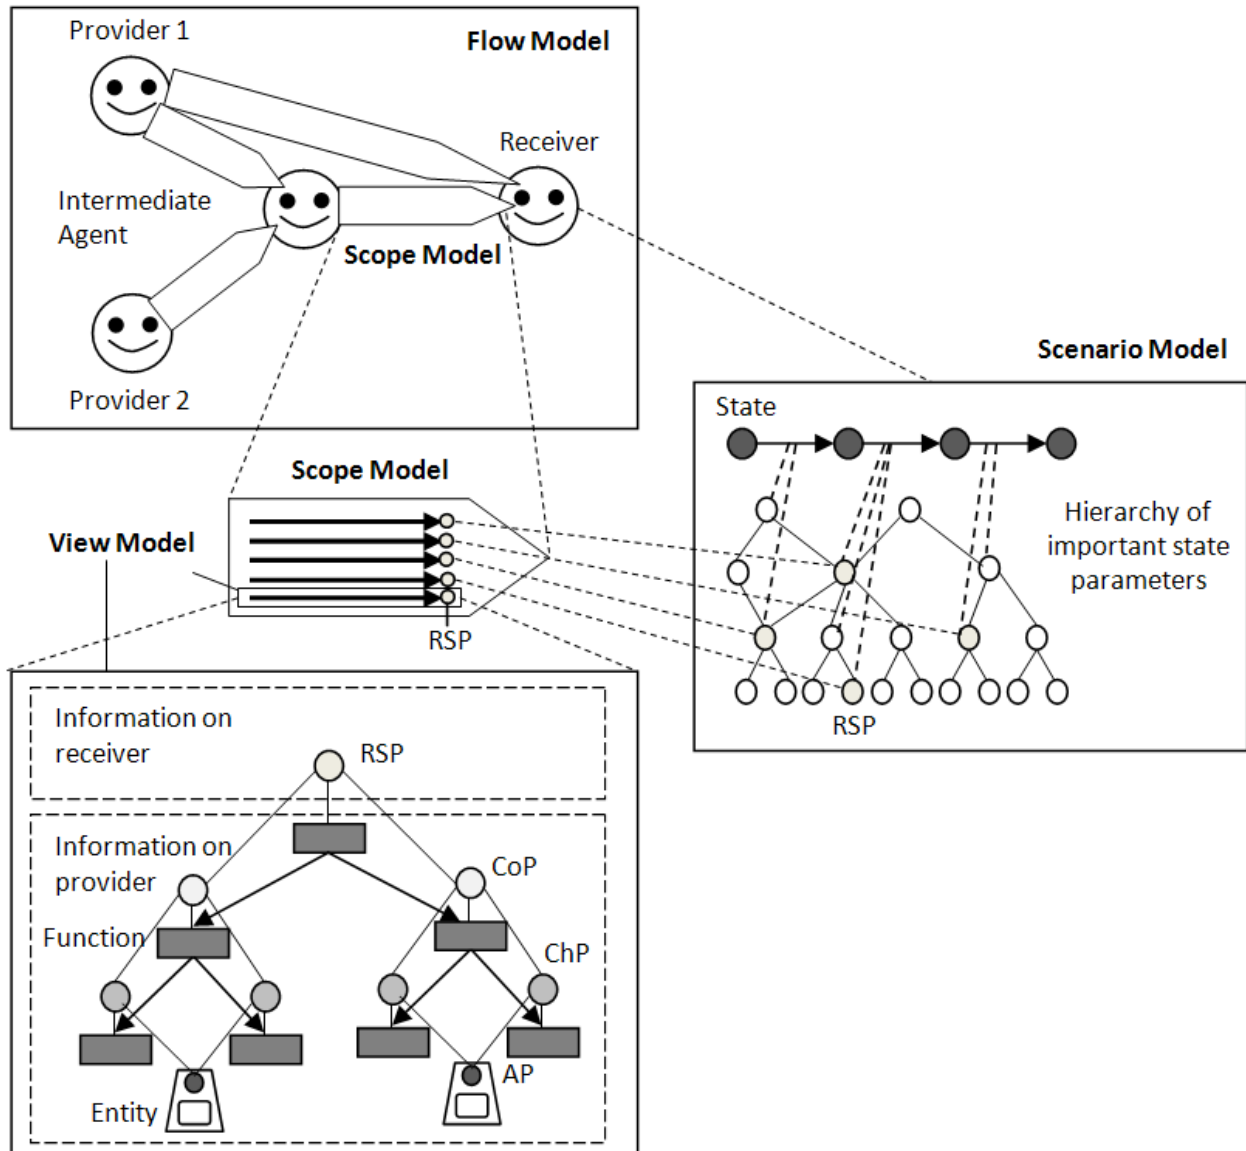 Provider 1
Flow Model
Receiver
Intermediate
Agent
Scope Model
Provider 2
Scenario Model
State
Hierarchy of
important state
parameters
RSP
Scope Model
View Model
RSP
Information on
receiver
RSP
Information on
provider
CoP
Function
ChP
AP
Entity